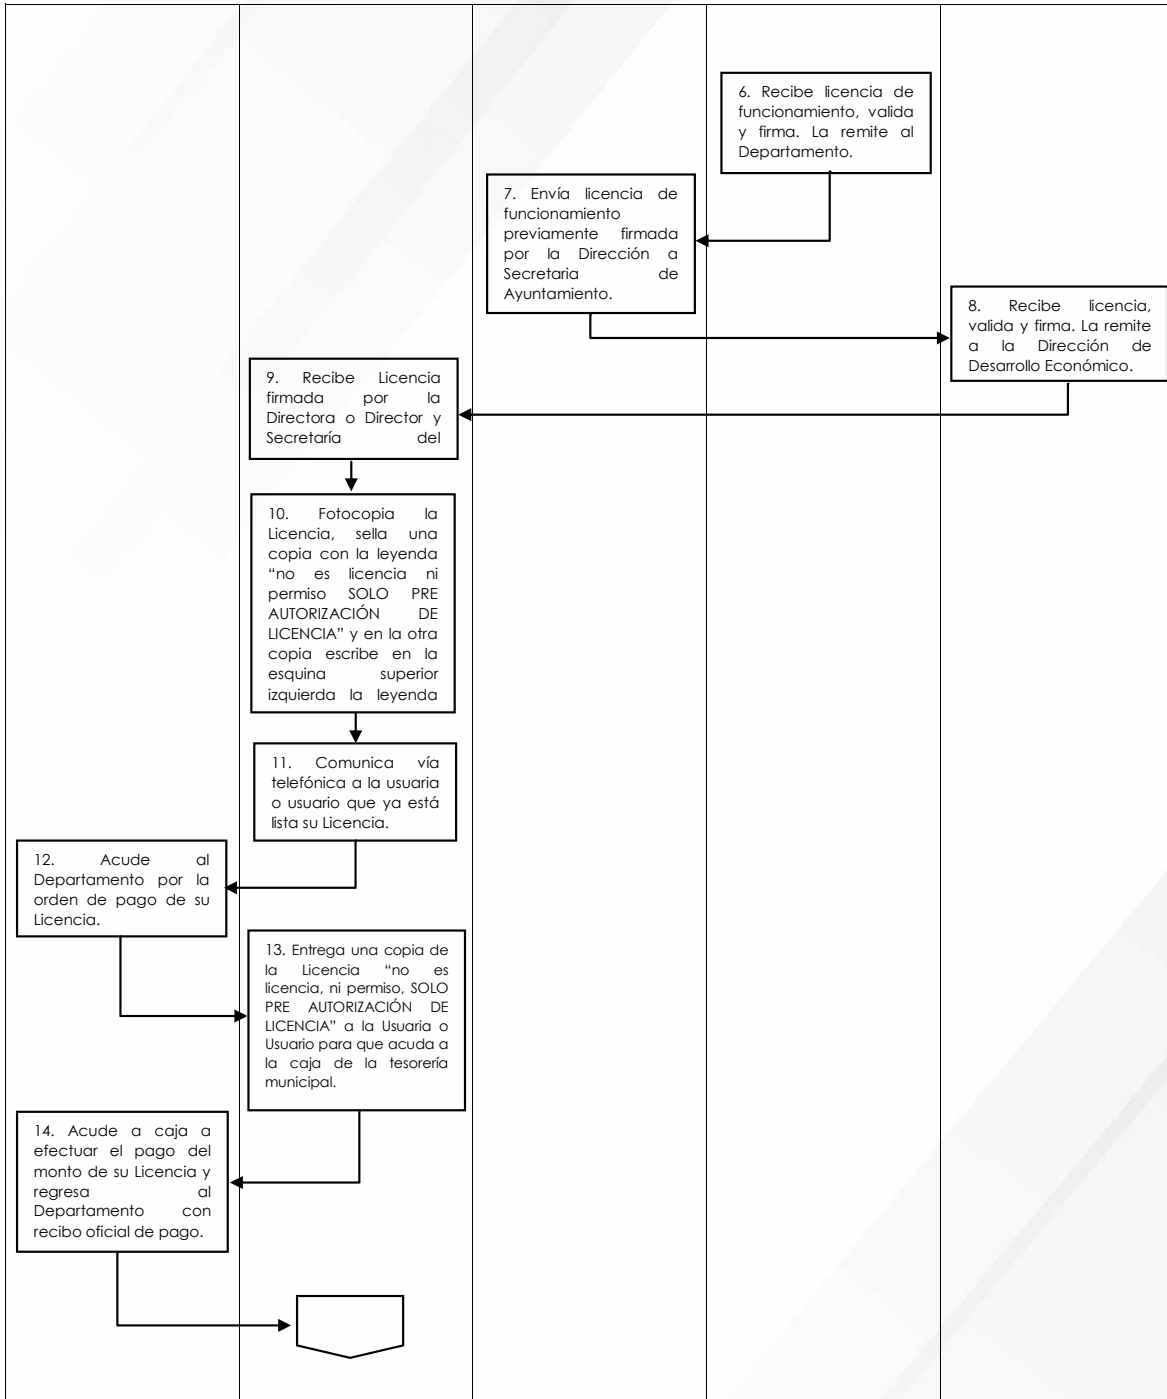 6. Recibe licencia de
funcionamiento, valida
y firma. La remite al
Departamento.
7. Envía licencia de
funcionamiento
previamente firmada
por la Dirección a
Secretaria de
Ayuntamiento.
8. Recibe licencia,
valida y firma. La remite
a la Dirección de
Desarrollo Económico.
9. Recibe Licencia
firmada por la
Directora o Director y
Secretaría del
10. Fotocopia la
Licencia, sella una
copia con la leyenda
“no es licencia ni
permiso SOLO PRE
AUTORIZACIÓN DE
LICENCIA” y en la otra
copia escribe en la
esquina superior
izquierda la leyenda
11. Comunica vía
telefónica a la usuaria
o usuario que ya está
lista su Licencia.
12. Acude al
Departamento por la
orden de pago de su
Licencia.
13. Entrega una copia de
la Licencia “no es
licencia, ni permiso, SOLO
PRE AUTORIZACIÓN DE
LICENCIA” a la Usuaria o
Usuario para que acuda a
la caja de la tesorería
municipal.
14. Acude a caja a
efectuar el pago del
monto de su Licencia y
regresa al
Departamento con
recibo oficial de pago.